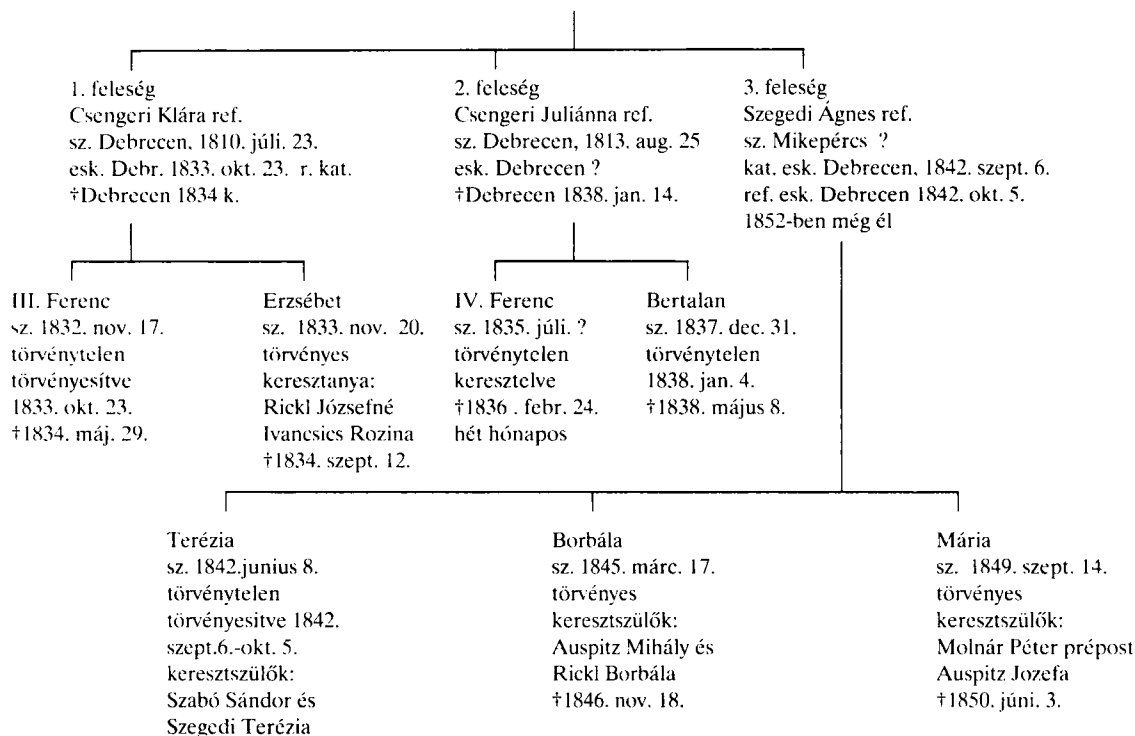 1. feleség
Csengeri Klára ref.
sz. Debrecen, 1810. júli. 23.
esk. Debr. 1833. okt. 23. r. kat.
†Debrecen 1834 k.
2. feleség
Csengeri Juliánna ref.
sz. Debrecen, 1813. aug. 25
esk. Debrecen ?
†Debrecen 1838. jan. 14.
3. feleség
Szegedi Ágnes ref.
sz. Mikepércs ?
kat. esk. Debrecen, 1842. szept. 6.
ref. esk. Debrecen 1842. okt. 5.
1852-ben még él
III. Ferenc
sz. 1832. nov. 17.
törvénytelen
törvényesítve
1833. okt. 23.
†1834. máj. 29.
Erzsébet
sz. 1833. nov. 20.
törvényes
keresztanya:
Rickl Józsefné
Ivancsics Rozina
†1834. szept. 12.
IV. Ferenc
sz. 1835. júli. ?
törvénytelen
keresztelve
†1836 . febr. 24.
hét hónapos
Bertalan
sz. 1837. dec. 31.
törvénytelen
1838. jan. 4.
†1838. május 8.
Terézia
sz. 1842.junius 8.
törvénytelen
törvényesitve 1842.
szept.6.-okt. 5.
keresztszülők:
Szabó Sándor és
Szegedi Terézia
Borbála
sz. 1845. márc. 17.
törvényes
keresztszülők:
Auspitz Mihály és
Rickl Borbála
†1846. nov. 18.
Mária
sz. 1849. szept. 14.
törvényes
keresztszülők:
Molnár Péter prépost
Auspitz Jozefa
†1850. júni. 3.